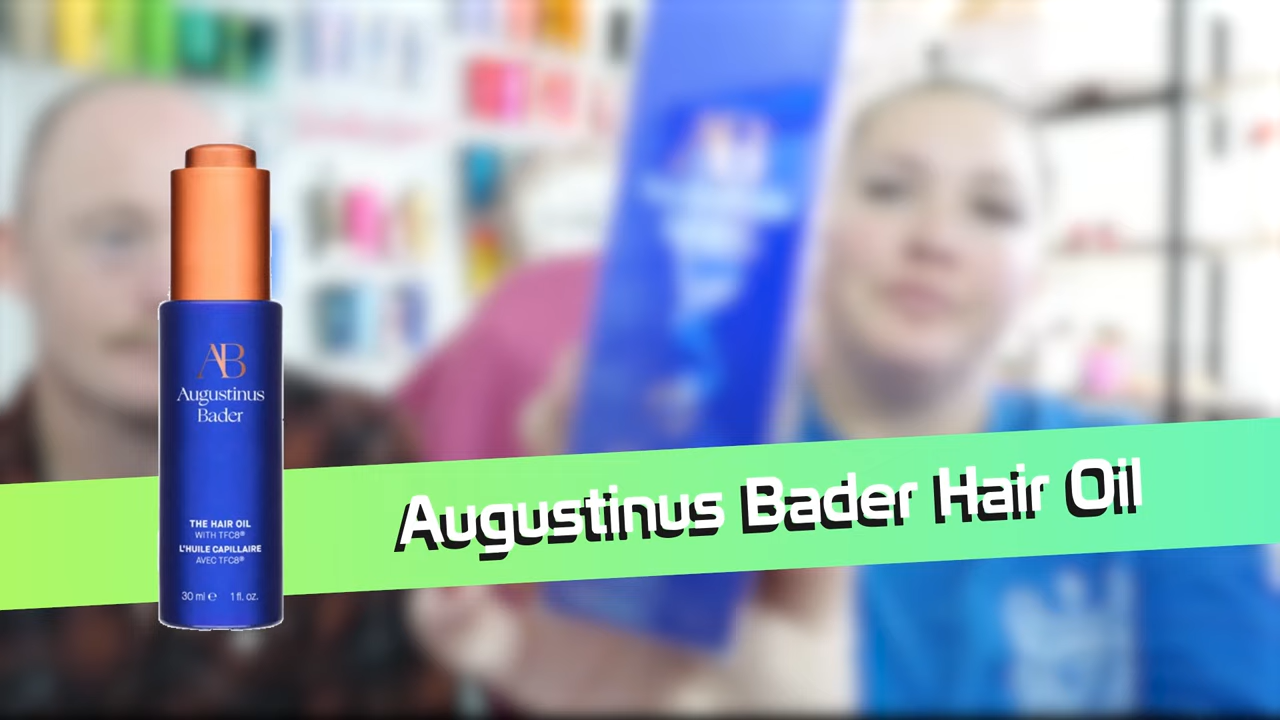 AB
Augustinus
Bader
THE HAIR OIL
WITH TFC8®
L'HUILE CAPILLAIRE
AVEC TFC8®
30 ml ℮ 1 fl. oz.
Augustinus Bader Hair Oil